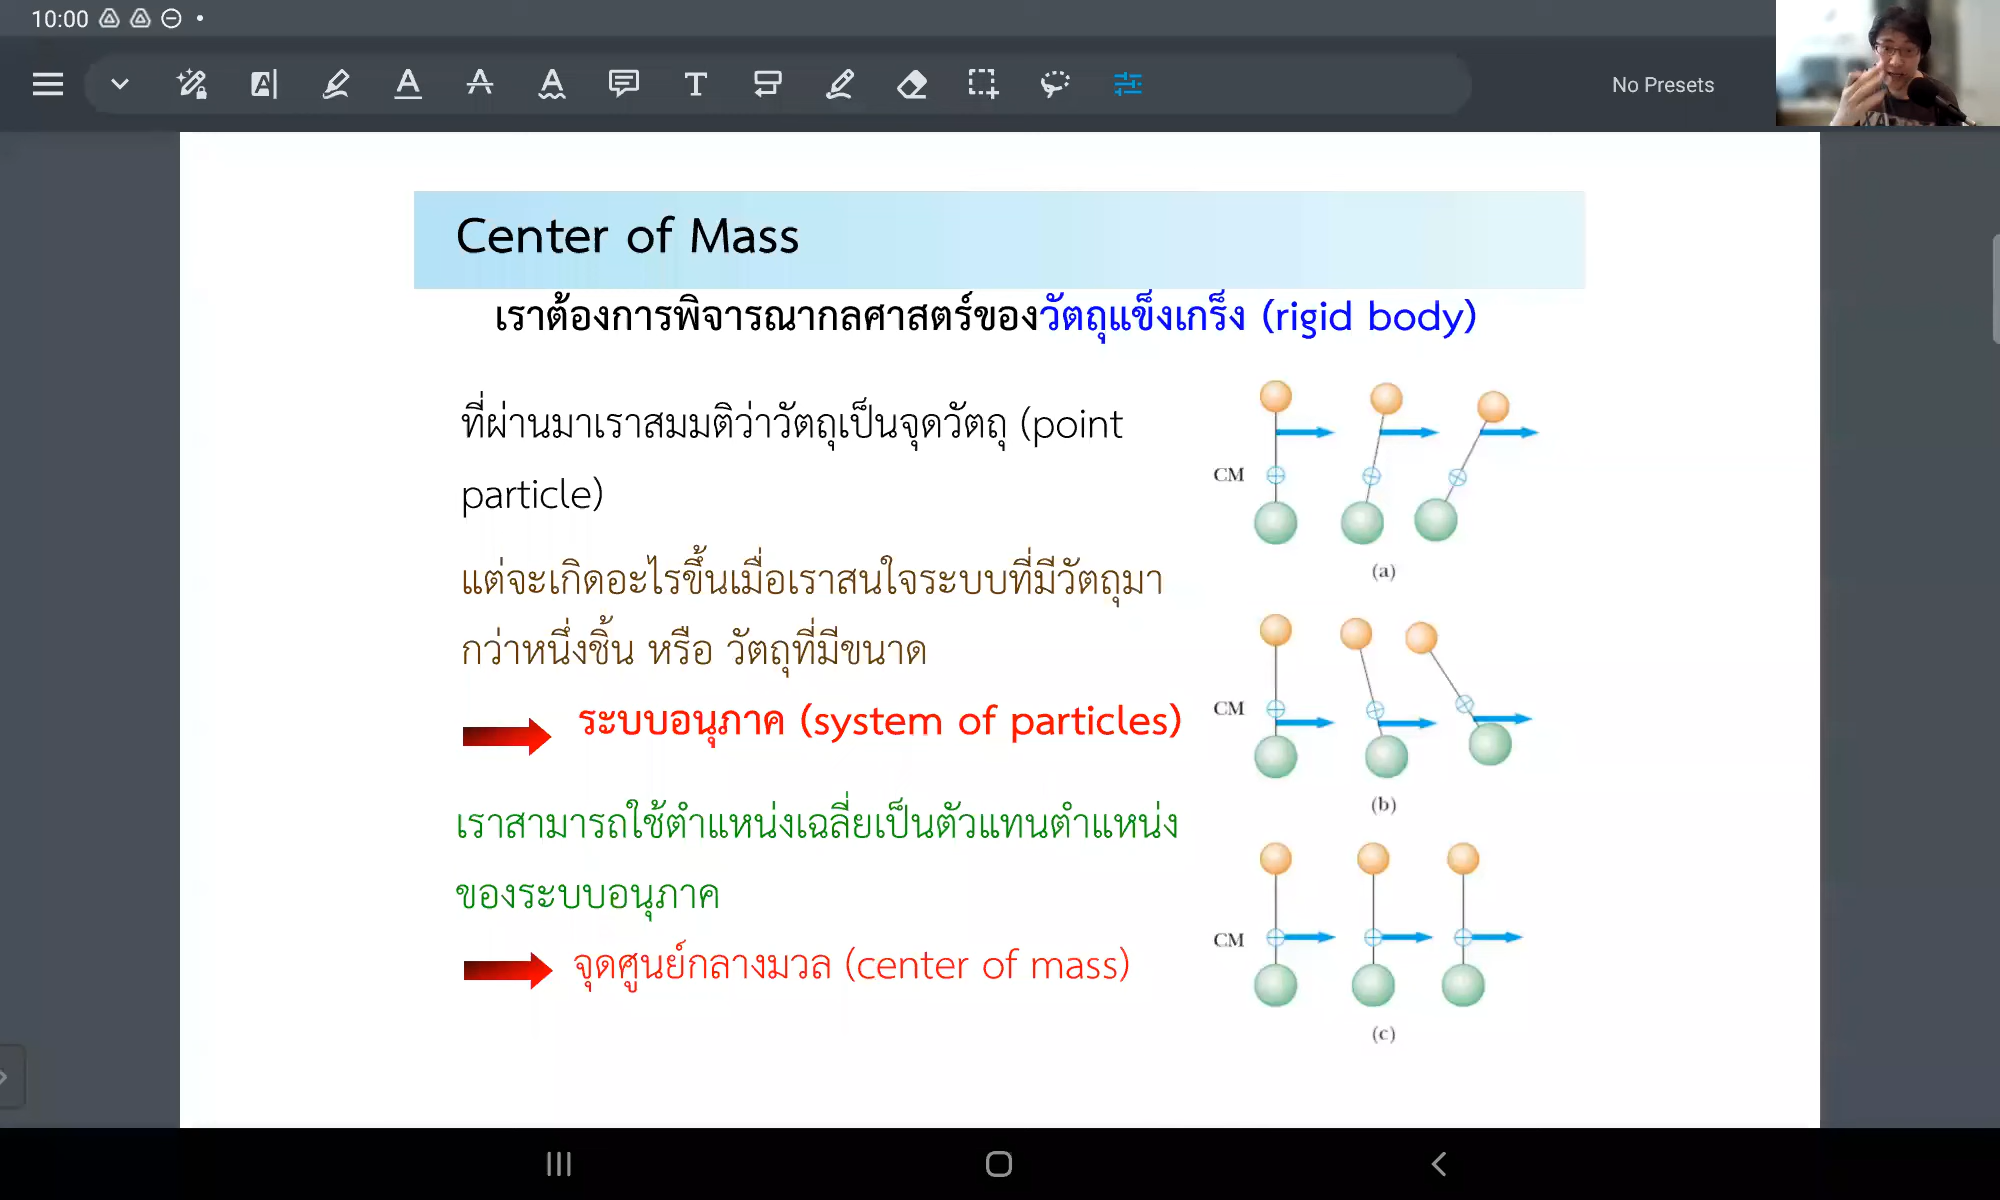 10:00
No Presets
Center of Mass
เราต้องการพิจารณากลศาสตร์ของวัตถุแข็งเกร็ง (rigid body)
ที่ผ่านมาเราสมมติว่าวัตถุเป็นจุดวัตถุ (point
particle)
แต่จะเกิดอะไรขึ้นเมื่อเราสนใจระบบที่มีวัตถุมา
กว่าหนึ่งชิ้น หรือ วัตถุที่มีขนาด
ระบบอนุภาค (system of particles)
เราสามารถใช้ตำแหน่งเฉลี่ยเป็นตัวแทนตำแหน่ง
ของระบบอนุภาค
จุดศูนย์กลางมวล (center of mass)
CM
(a)
CM
(b)
CM
(c)